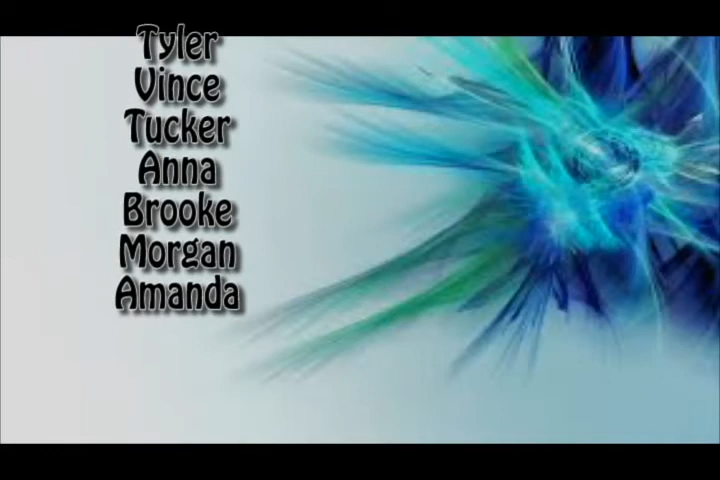 Tyler
Vince
Tucker
Anna
Brooke
Morgan
Amanda